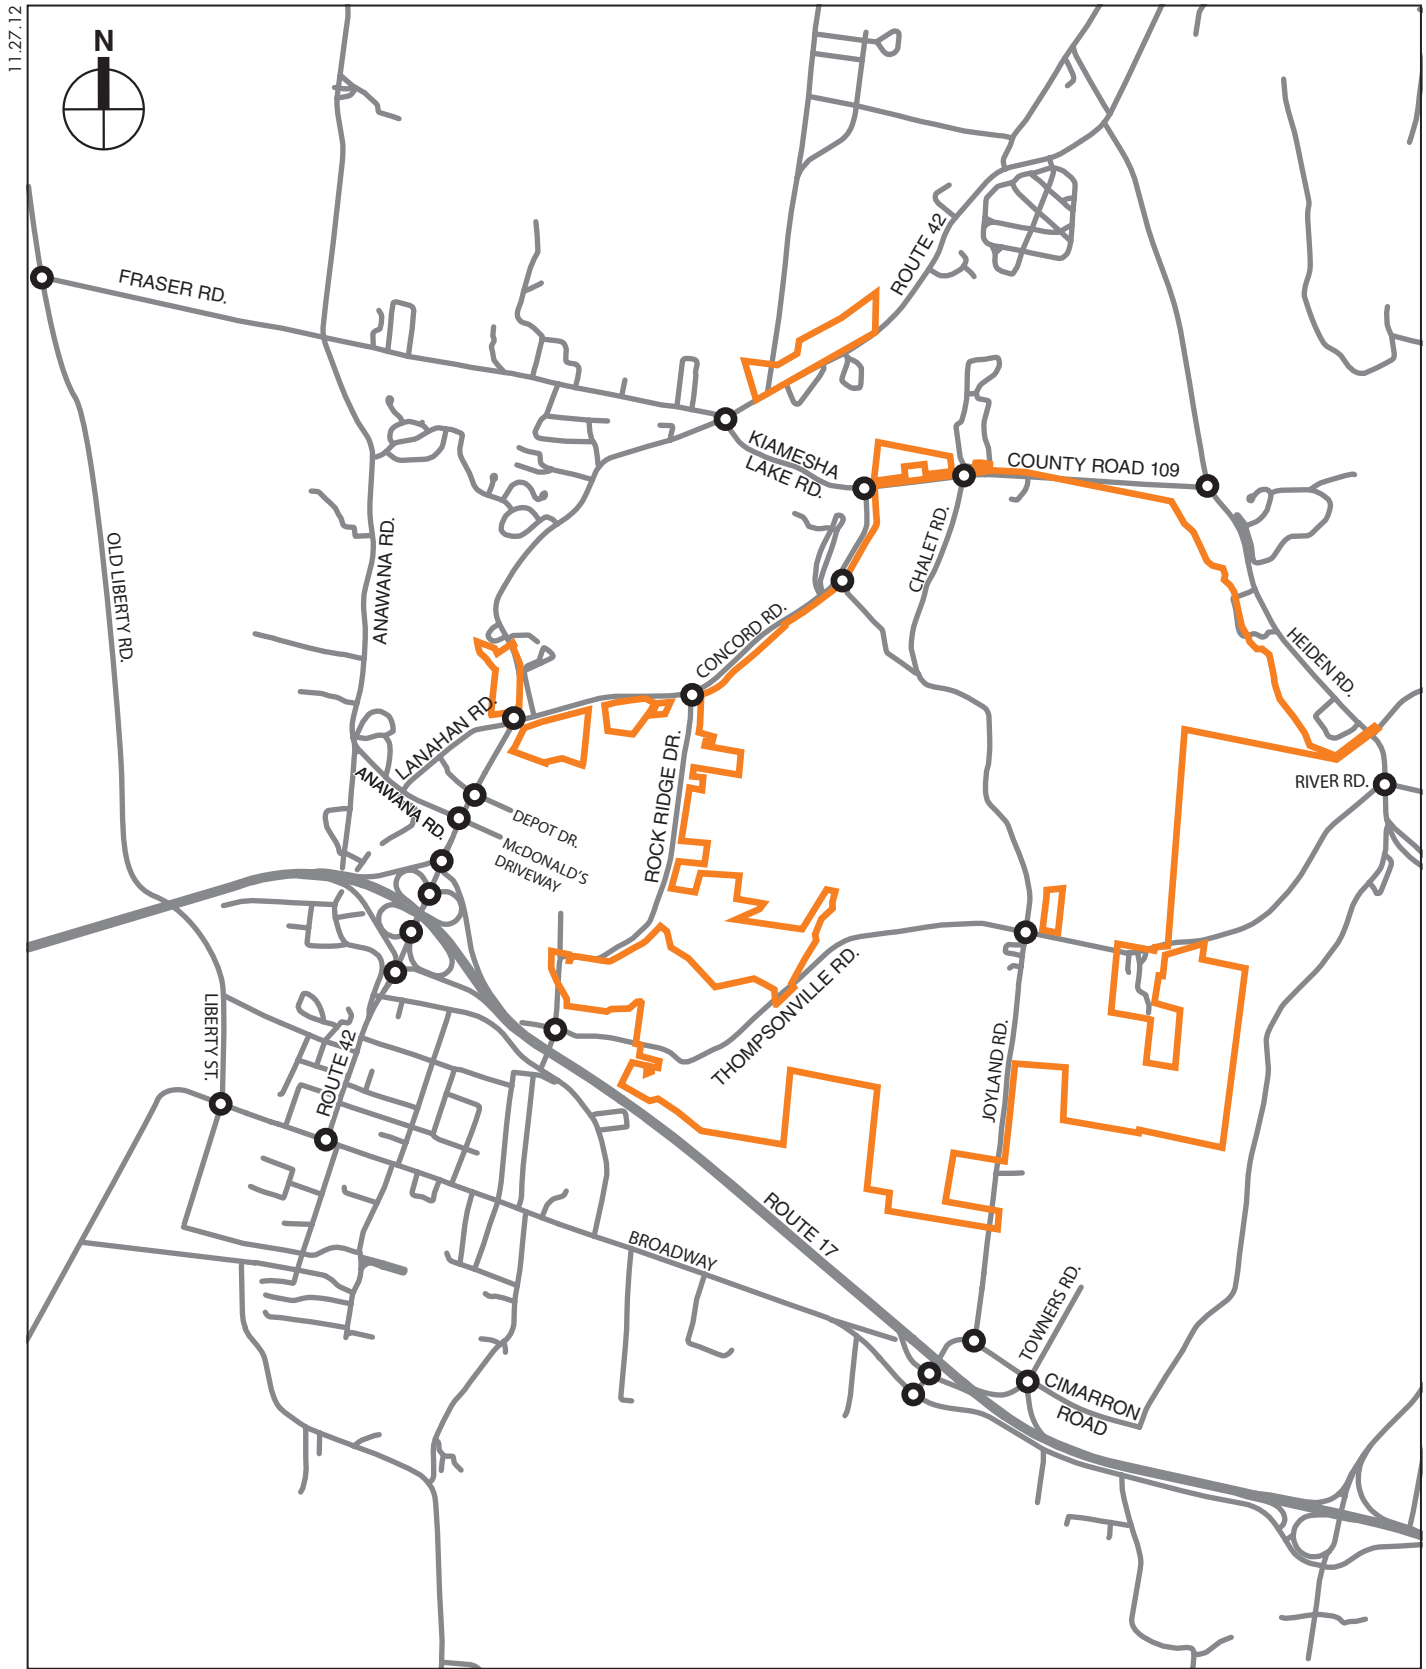 11.27.12
N
FRASER RD.
ROUTE 42
KIAMESHA
LAKE RD.
COUNTY ROAD 109
OLD LIBERTY RD.
ANAWANA RD.
CHALET RD.
CONCORD RD.
HEIDEN RD.
LANAHAN RD.
ANAWANA RD.
ROCK RIDGE DR.
RIVER RD.
DEPOT DR.
McDONALD'S
DRIVEWAY
THOMPSONVILLE RD.
LIBERTY ST.
ROUTE 42
JOYLAND RD.
ROUTE 17
BROADWAY
TOWNERS RD.
CIMARRON
ROAD